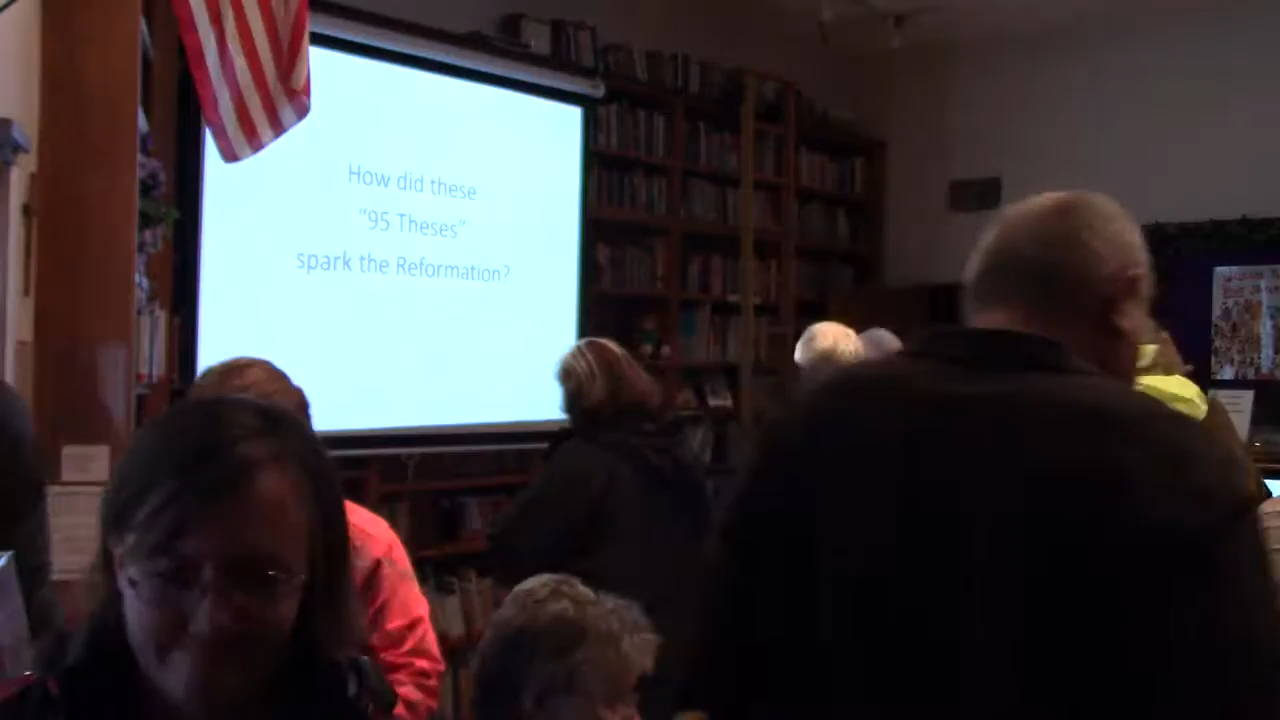 How did these
“95 Theses”
spark the Reformation?